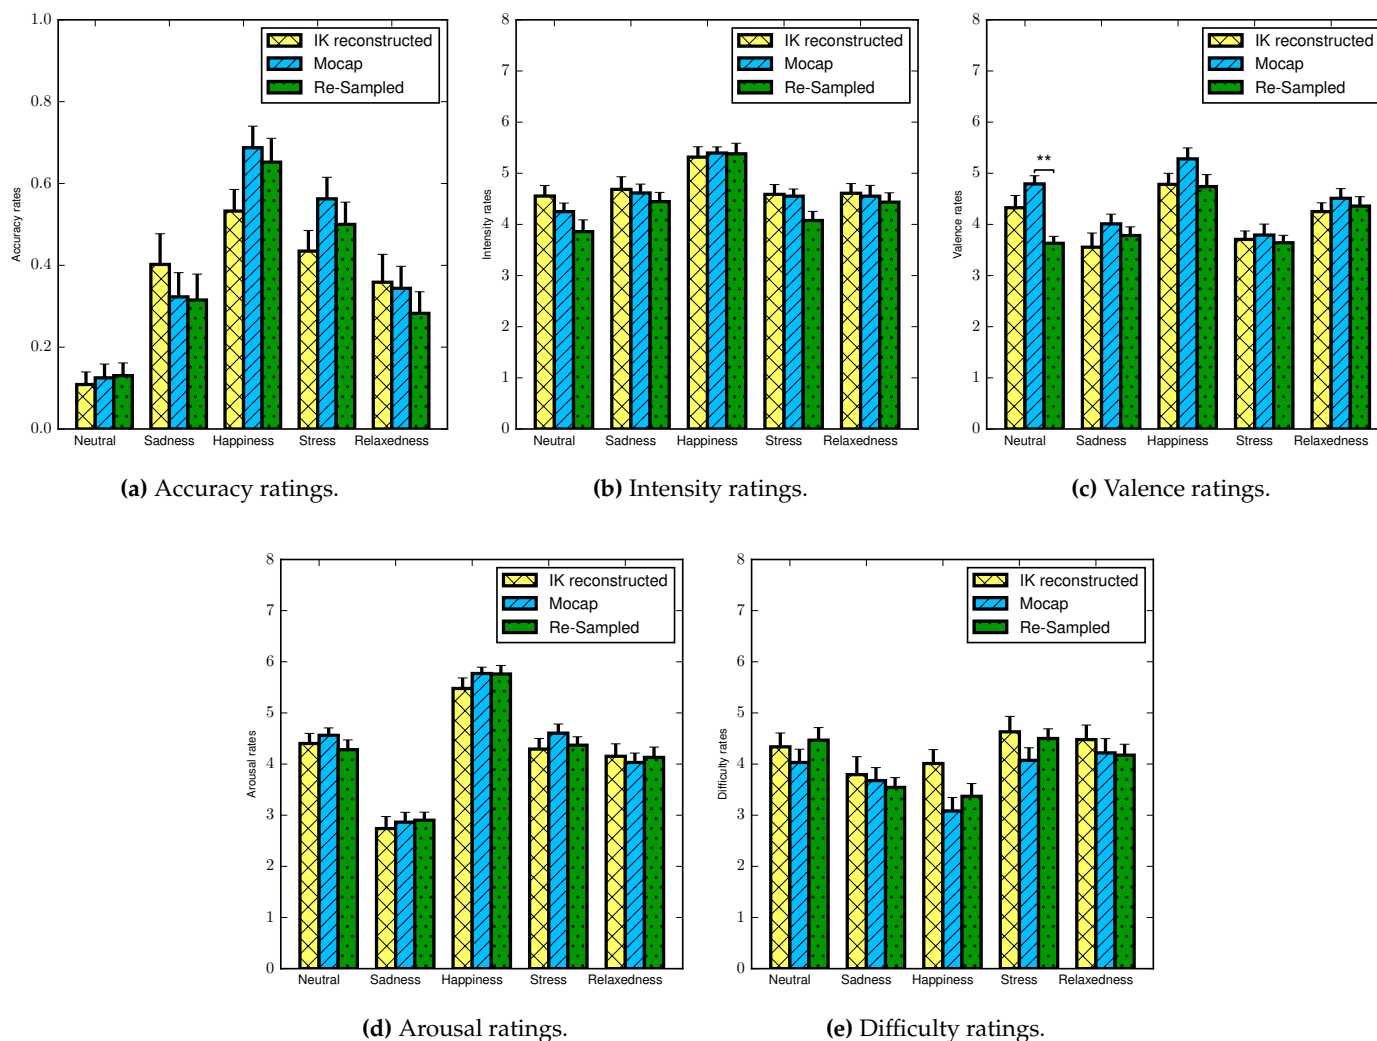 1.0
0.8
0.6
0.4
0.2
0.0
Accuracy rates
IK reconstructed
Mocap
Re-Sampled
Neutral Sadness Happiness Stress Relaxedness
(a) Accuracy ratings.
8
7
6
5
4
3
2
1
0
Intensity rates
IK reconstructed
Mocap
Re-Sampled
Neutral Sadness Happiness Stress Relaxedness
(b) Intensity ratings.
8
7
6
5
4
3
2
1
0
Valence rates
IK reconstructed
Mocap
Re-Sampled
**
Neutral Sadness Happiness Stress Relaxedness
(c) Valence ratings.
8
7
6
5
4
3
2
1
0
Arousal rates
IK reconstructed
Mocap
Re-Sampled
Neutral Sadness Happiness Stress Relaxedness
(d) Arousal ratings.
8
7
6
5
4
3
2
1
0
Difficulty rates
IK reconstructed
Mocap
Re-Sampled
Neutral Sadness Happiness Stress Relaxedness
(e) Difficulty ratings.